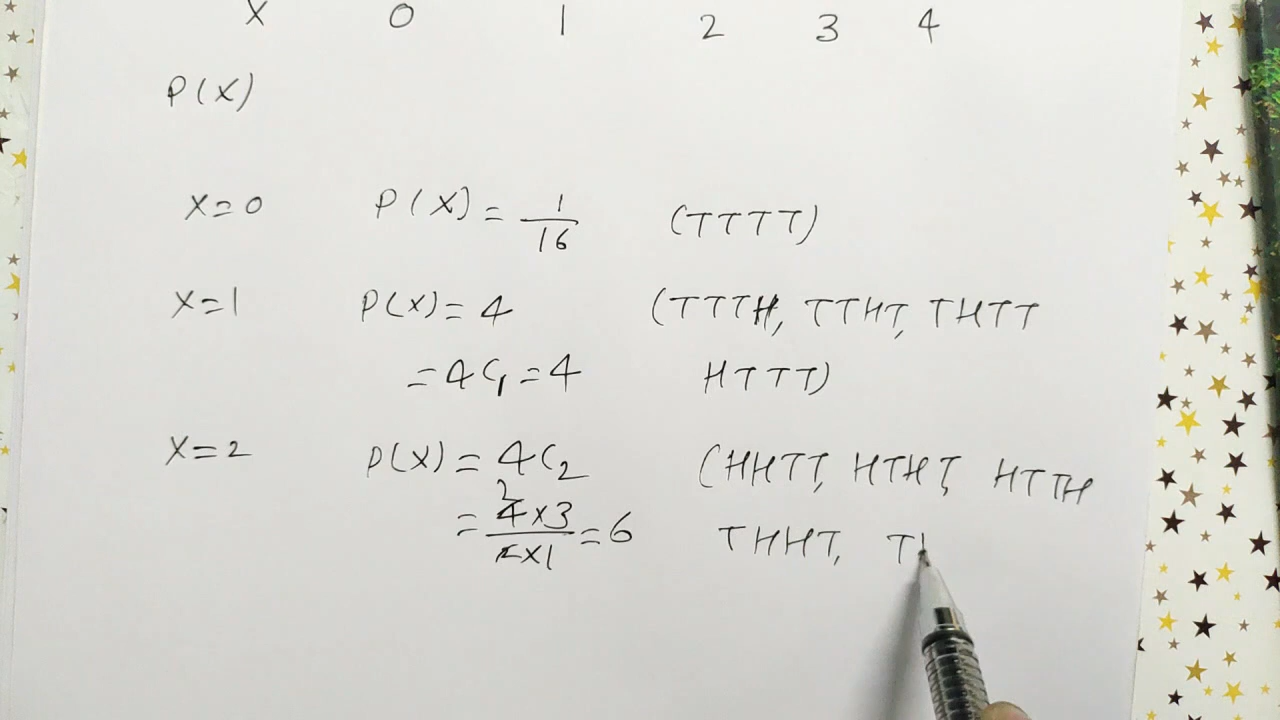 X 0 1 2 3 4
P(X)
X=0 P(X) = 1/16 (TTTT)
X=1 P(X) = 4 (TTTH, TTHT, THTT
= 4C1 = 4 HTTT)
X=2 P(X) = 4C2 (HHTT, HTHT, HTTH
2
= 4x3/2x1 = 6 THHT, T